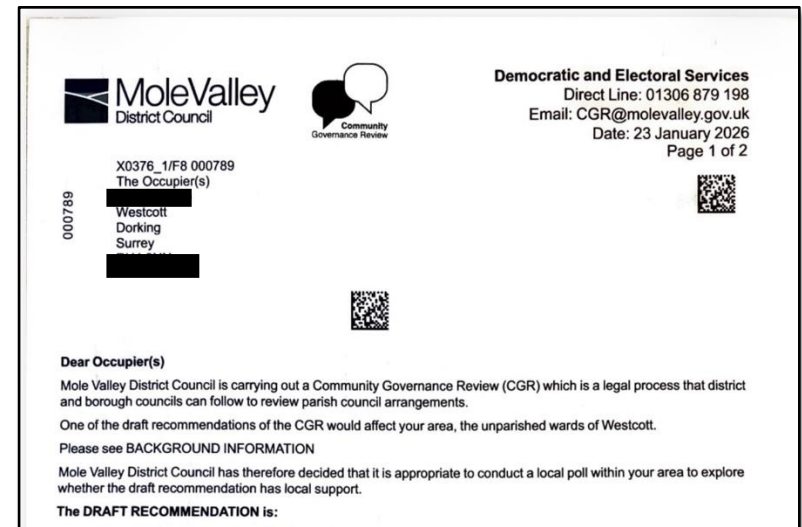 MoleValley
District Council
Community
Governance Review
Democratic and Electoral Services
Direct Line: 01306 879 198
Email: CGR@molevalley.gov.uk
Date: 23 January 2026
Page 1 of 2
X0376_1/F8 000789
The Occupier(s)
Westcott
Dorking
Surrey
000789
Dear Occupier(s)
Mole Valley District Council is carrying out a Community Governance Review (CGR) which is a legal process that district
and borough councils can follow to review parish council arrangements.
One of the draft recommendations of the CGR would affect your area, the unparished wards of Westcott.
Please see BACKGROUND INFORMATION
Mole Valley District Council has therefore decided that it is appropriate to conduct a local poll within your area to explore
whether the draft recommendation has local support.
The DRAFT RECOMMENDATION is: